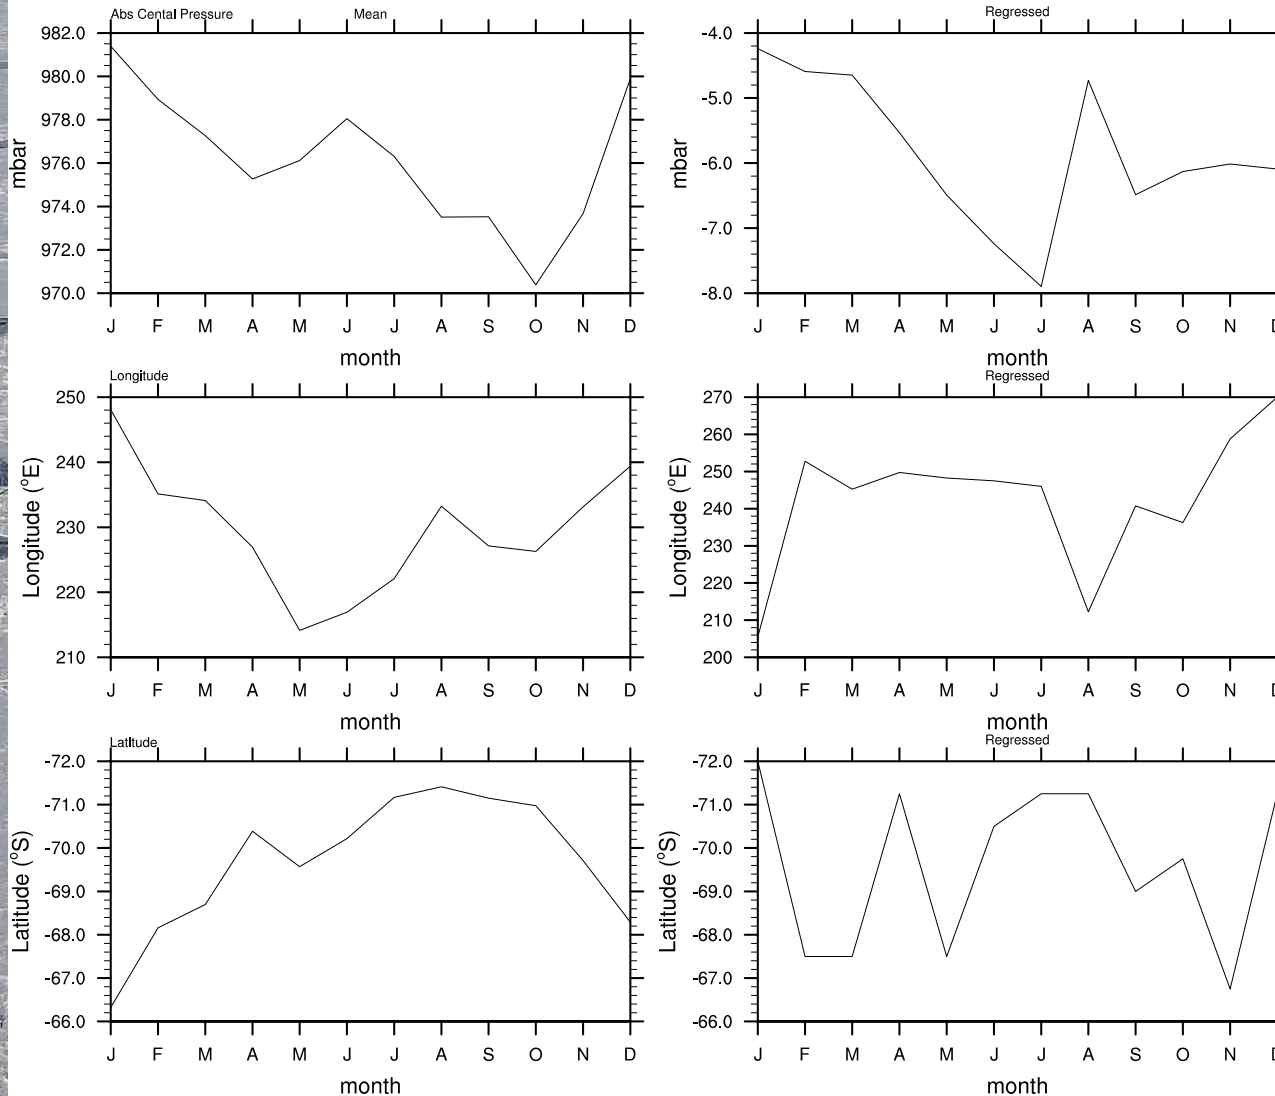 Abs Cental Pressure Mean
982.0
980.0
978.0
976.0
974.0
972.0
970.0
mbar
J F M A M J J A S O N D
month
Regressed
-4.0
-5.0
-6.0
-7.0
-8.0
mbar
J F M A M J J A S O N
month
Longitude
250
240
230
220
210
Longitude (°E)
J F M A M J J A S O N D
month
Regressed
270
260
250
240
230
220
210
200
Longitude (°E)
J F M A M J J A S O N
month
Latitude
-72.0
-71.0
-70.0
-69.0
-68.0
-67.0
-66.0
Latitude (°S)
J F M A M J J A S O N D
month
Regressed
-72.0
-71.0
-70.0
-69.0
-68.0
-67.0
-66.0
Latitude (°S)
J F M A M J J A S O N
month